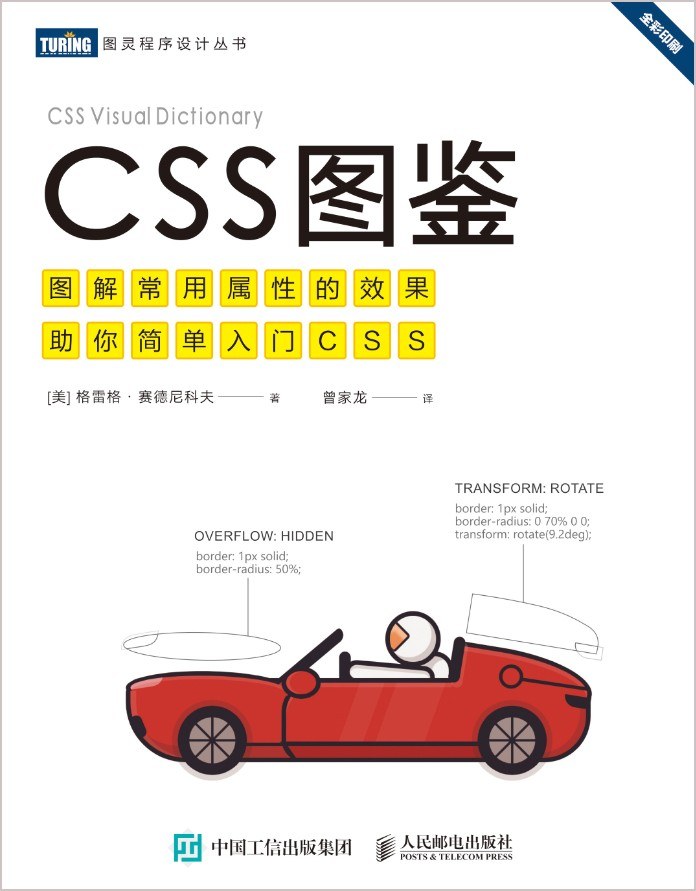 TURING 图灵程序设计丛书
全彩印刷
CSS Visual Dictionary
CSS图鉴
图解常用属性的效果
助你简单入门CSS
[美] 格雷格·赛德尼科夫 —— 著 曾家龙 —— 译
TRANSFORM: ROTATE
border: 1px solid;
border-radius: 0 70% 0 0;
transform: rotate(9.2deg);
OVERFLOW: HIDDEN
border: 1px solid;
border-radius: 50%;
中国工信出版集团 人民邮电出版社
POSTS & TELECOM PRESS